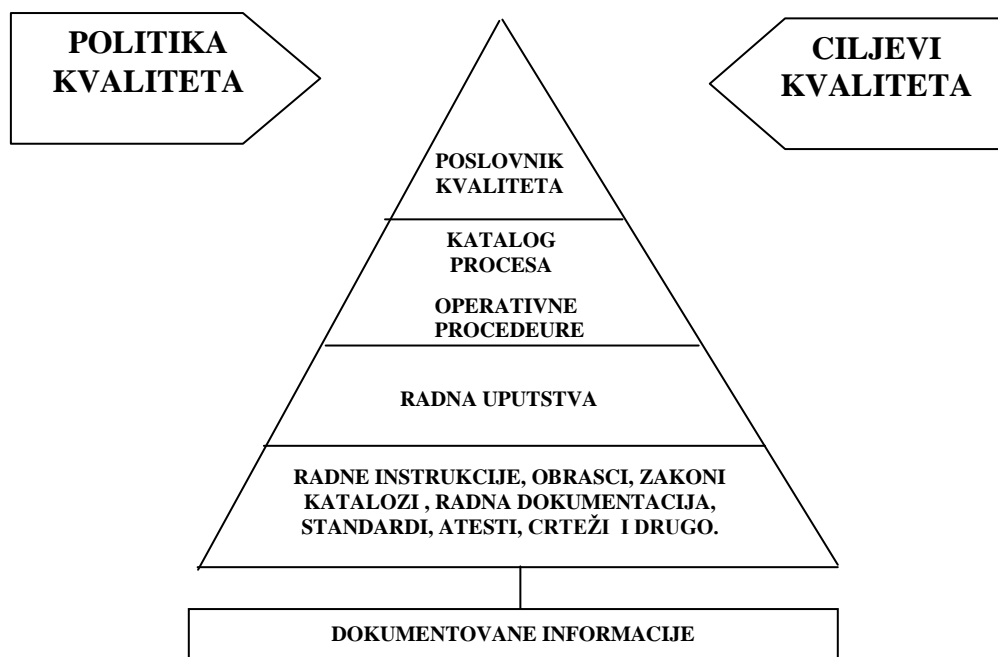 POLITIKA
KVALITETA
CILJEVI
KVALITETA
POSLOVNIK
KVALITETA
KATALOG
PROCESA
OPERATIVNE
PROCEDEURE
RADNA UPUTSTVA
RADNE INSTRUKCIJE, OBRASCI, ZAKONI
KATALOZI , RADNA DOKUMENTACIJA,
STANDARDI, ATESTI, CRTEŽI I DRUGO.
DOKUMENTOVANE INFORMACIJE